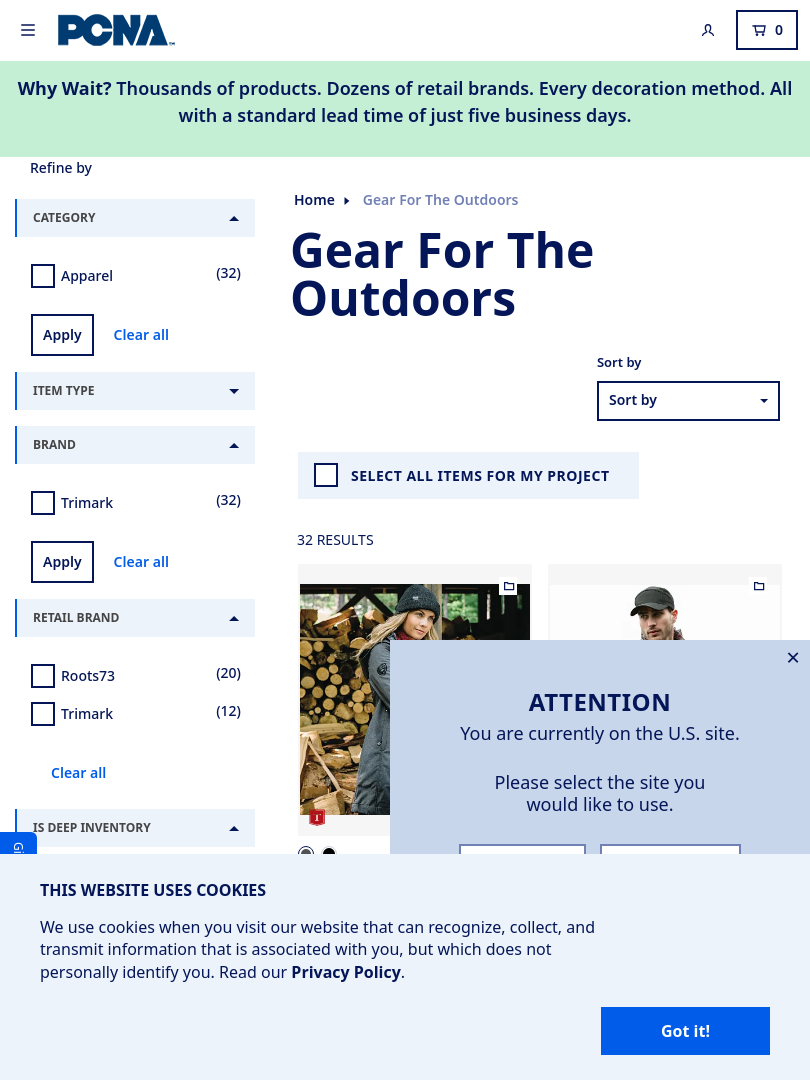 PCNA
0
Why Wait? Thousands of products. Dozens of retail brands. Every decoration method. All
with a standard lead time of just five business days.
Refine by
CATEGORY
Apparel (32)
Apply Clear all
ITEM TYPE
BRAND
Trimark (32)
Apply Clear all
RETAIL BRAND
Roots73 (20)
Trimark (12)
Clear all
IS DEEP INVENTORY
Home Gear For The Outdoors
Gear For The
Outdoors
Sort by
Sort by
SELECT ALL ITEMS FOR MY PROJECT
32 RESULTS
ATTENTION
You are currently on the U.S. site.
Please select the site you
would like to use.
THIS WEBSITE USES COOKIES
We use cookies when you visit our website that can recognize, collect, and
transmit information that is associated with you, but which does not
personally identify you. Read our Privacy Policy.
Got it!